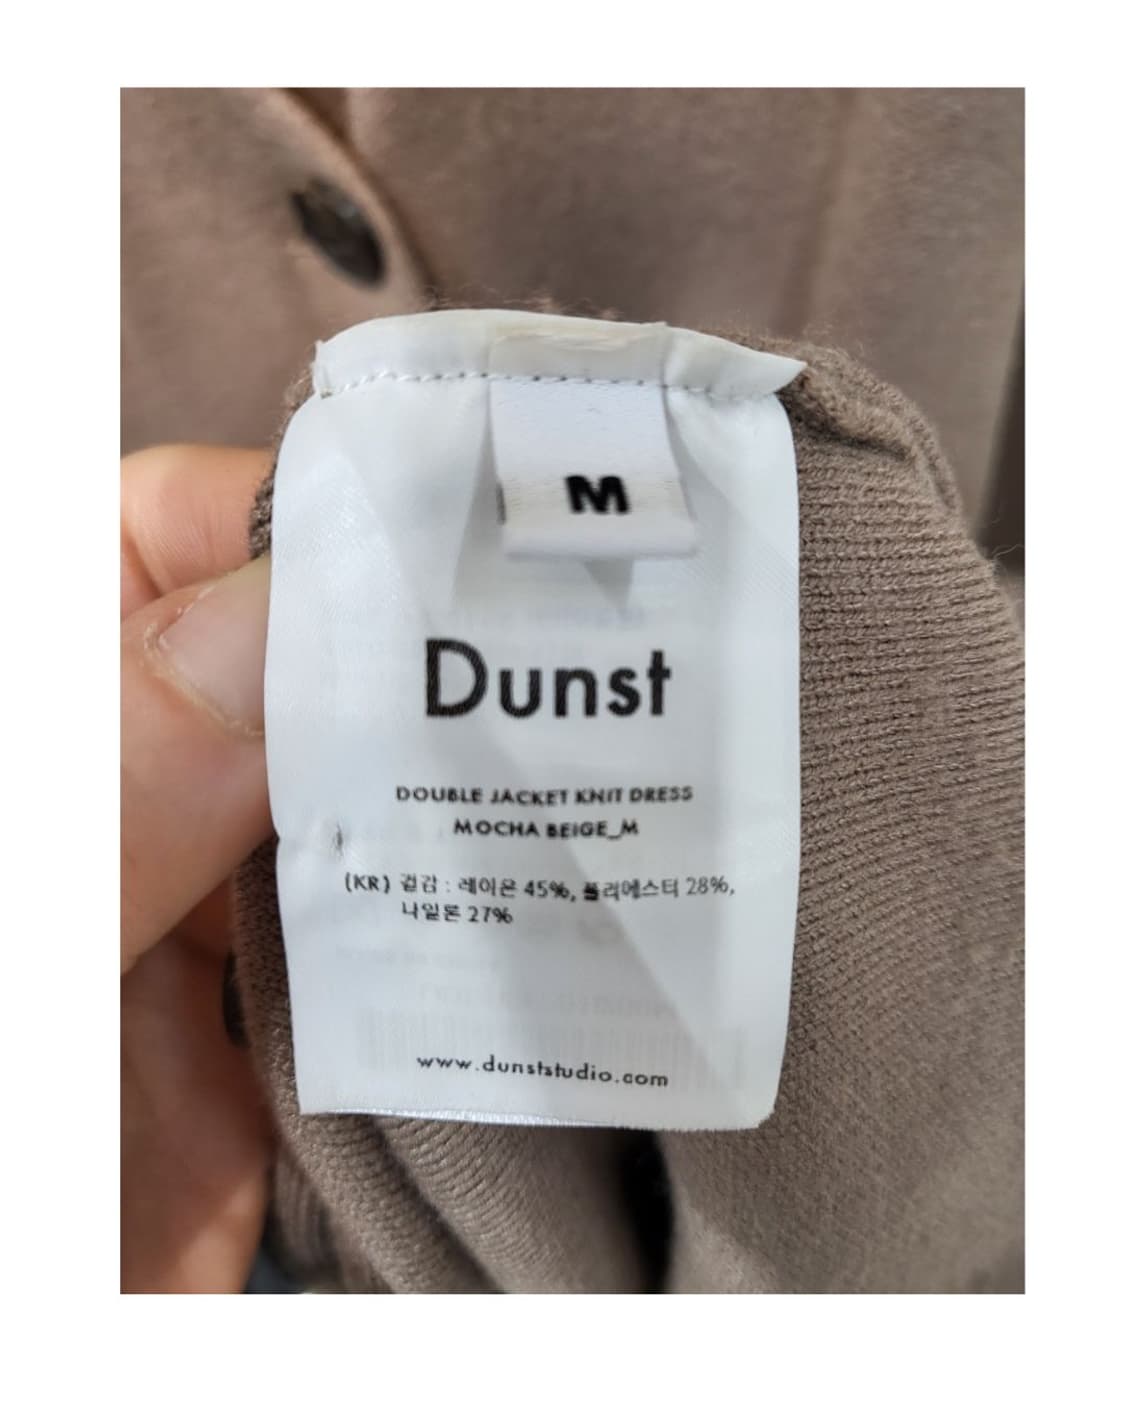 M
Dunst
DOUBLE JACKET KNIT DRESS
MOCHA BEIGE_M
(KR) 겉감 : 레이온 45%, 폴리에스터 28%,
나일론 27%
www.dunststudio.com